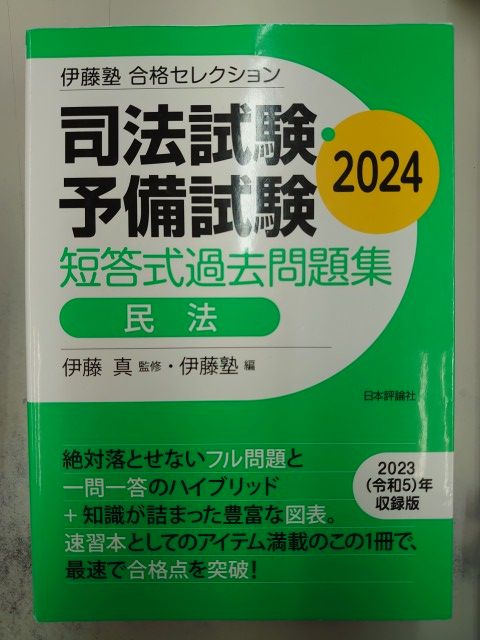 伊藤塾 合格セレクション
司法試験・
予備試験
2024
短答式過去問題集
民法
伊藤 真 監修・伊藤塾 編
日本評論社
絶対落とせないフル問題と
一問一答のハイブリッド
+ 知識が詰まった豊富な図表。
速習本としてのアイテム満載のこの1冊で、
最速で合格点を突破!
2023
(令和5)年
収録版